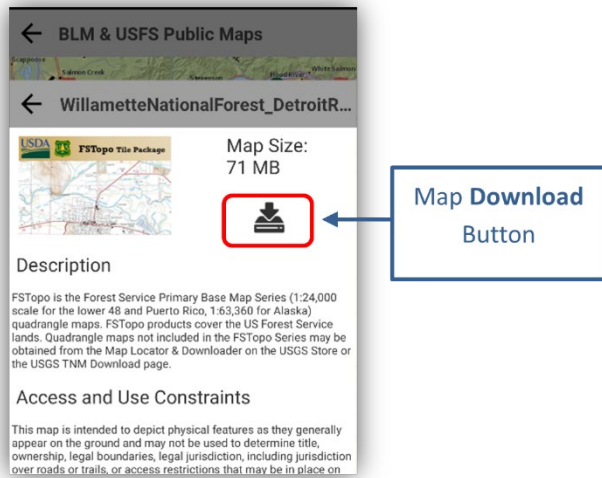 BLM & USFS Public Maps
Scappoose
Salmon Creek
Hood River
White Salmon
WillametteNationalForest_DetroitR...
USDA
FSTopo Tile Package
Map Size:
71 MB
Map Download
Button
Description
FSTopo is the Forest Service Primary Base Map Series (1:24,000
scale for the lower 48 and Puerto Rico, 1:63,360 for Alaska)
quadrangle maps. FSTopo products cover the US Forest Service
lands. Quadrangle maps not included in the FSTopo Series may be
obtained from the Map Locator & Downloader on the USGS Store or
the USGS TNM Download page.
Access and Use Constraints
This map is intended to depict physical features as they generally
appear on the ground and may not be used to determine title,
ownership, legal boundaries, legal jurisdiction, including jurisdiction
over roads or trails, or access restrictions that may be in place on